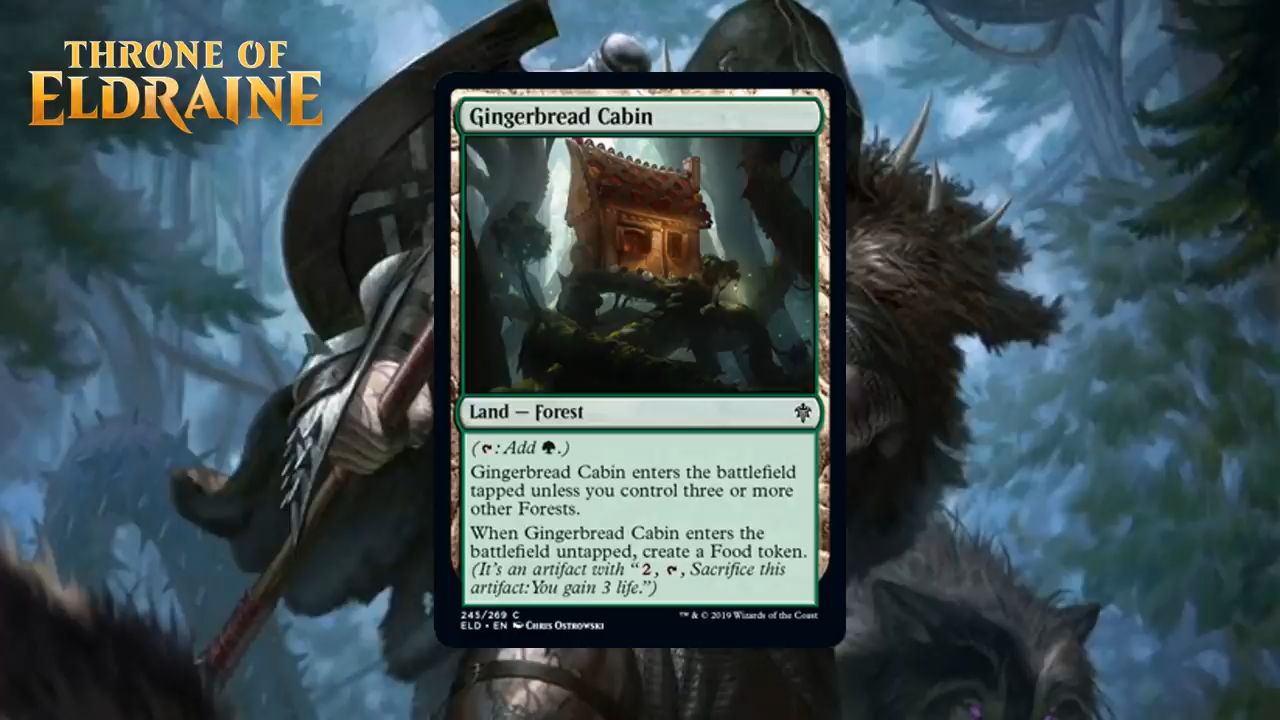 THRONE OF
ELDRAINE
Gingerbread Cabin
Land — Forest
(: Add .)
Gingerbread Cabin enters the battlefield
tapped unless you control three or more
other Forests.
When Gingerbread Cabin enters the
battlefield untapped, create a Food token.
(It's an artifact with “2, , Sacrifice this
artifact: You gain 3 life.”)
245/269 C
ELD • EN Chris Ostrowski
™ & © 2019 Wizards of the Coast